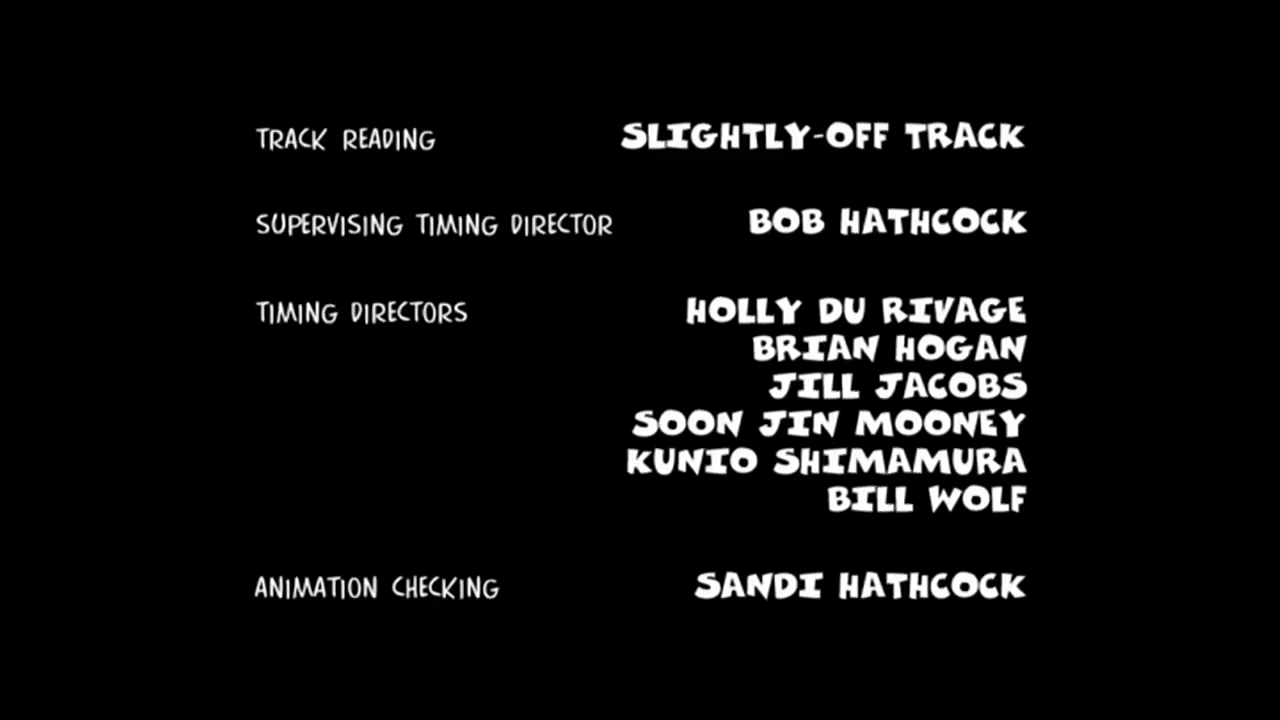 TRACK READING SLIGHTLY-OFF TRACK
SUPERVISING TIMING DIRECTOR BOB HATHCOCK
TIMING DIRECTORS HOLLY DU RIVAGE
BRIAN HOGAN
JILL JACOBS
SOON JIN MOONEY
KUNIO SHIMAMURA
BILL WOLF
ANIMATION CHECKING SANDI HATHCOCK